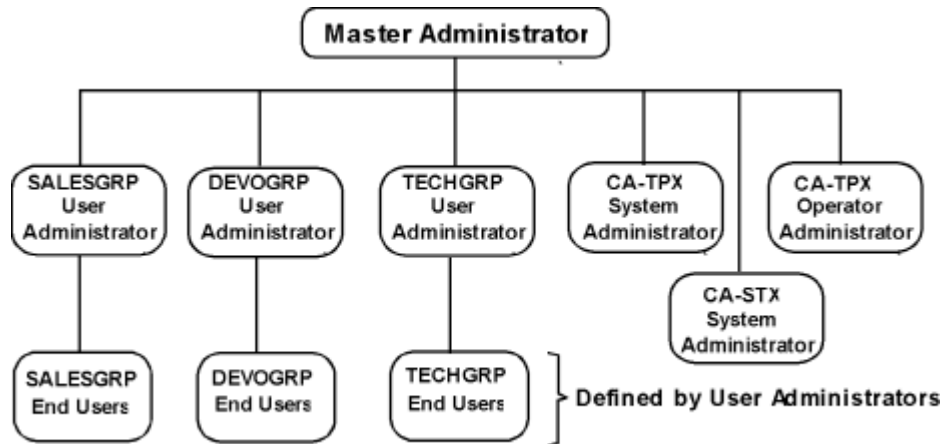 Master Administrator
SALESGRP
User
Administrator
DEVOGRP
User
Administrator
TECHGRP
User
Administrator
CA-TPX
System
Administrator
CA-TPX
Operator
Administrator
CA-STX
System
Administrator
SALESGRP
End Users
DEVOGRP
End Users
TECHGRP
End Users
Defined by User Administrators